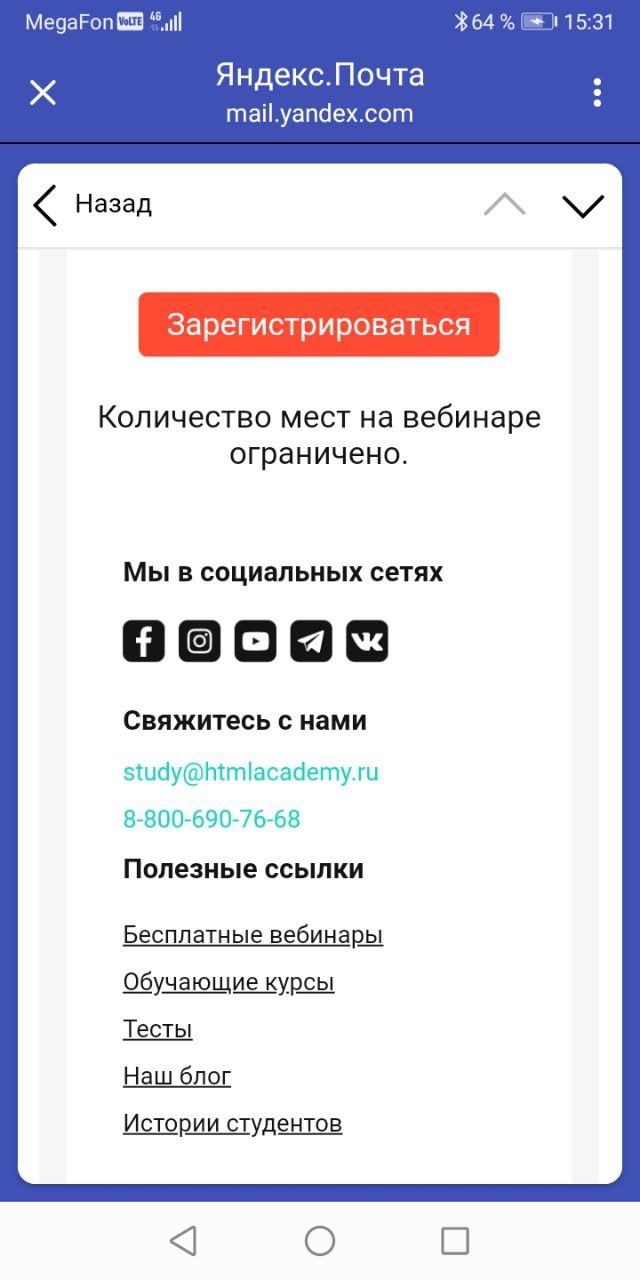 MegaFon VoLTE 4G 64 % 15:31
Яндекс.Почта
mail.yandex.com
Назад
Зарегистрироваться
Количество мест на вебинаре
ограничено.
Мы в социальных сетях
Свяжитесь с нами
study@htmlacademy.ru
8-800-690-76-68
Полезные ссылки
Бесплатные вебинары
Обучающие курсы
Тесты
Наш блог
Истории студентов